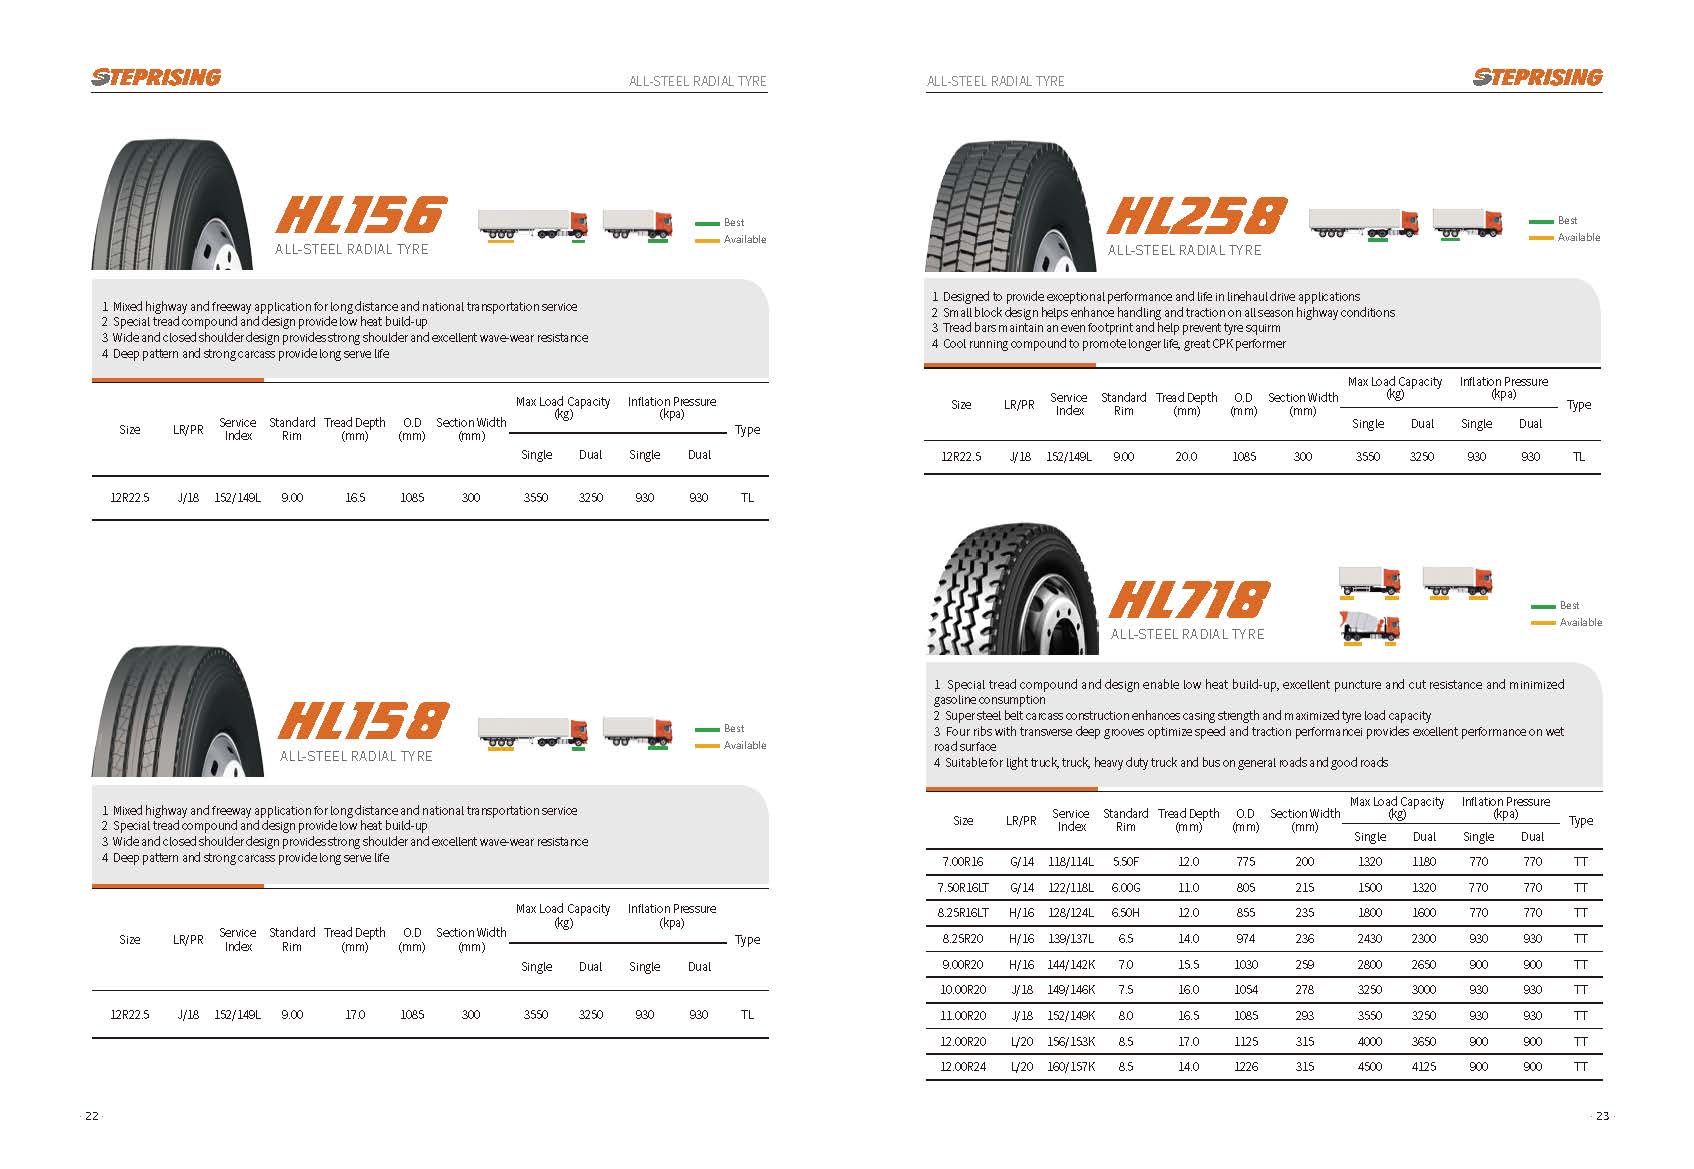 STEPRISING
ALL-STEEL RADIAL TYRE
HL156
ALL-STEEL RADIAL TYRE
Best
Available
1 Mixed highway and freeway application for long distance and national transportation service
2 Special tread compound and design provide low heat build-up
3 Wide and closed shoulder design provides strong shoulder and excellent wave-wear resistance
4 Deep pattern and strong carcass provide long serve life
Size LR/PR Service Index Standard Rim Tread Depth (mm) O.D (mm) Section Width (mm) Max Load Capacity (kg) Inflation Pressure (kpa) Type
Single Dual Single Dual
12R22.5 J/18 152/149L 9.00 16.5 1085 300 3550 3250 930 930 TL
HL158
ALL-STEEL RADIAL TYRE
Best
Available
1 Mixed highway and freeway application for long distance and national transportation service
2 Special tread compound and design provide low heat build-up
3 Wide and closed shoulder design provides strong shoulder and excellent wave-wear resistance
4 Deep pattern and strong carcass provide long serve life
Size LR/PR Service Index Standard Rim Tread Depth (mm) O.D (mm) Section Width (mm) Max Load Capacity (kg) Inflation Pressure (kpa) Type
Single Dual Single Dual
12R22.5 J/18 152/149L 9.00 17.0 1085 300 3550 3250 930 930 TL
· 22 ·
ALL-STEEL RADIAL TYRE
STEPRISING
HL258
ALL-STEEL RADIAL TYRE
Best
Available
1 Designed to provide exceptional performance and life in linehaul drive applications
2 Small block design helps enhance handling and traction on all season highway conditions
3 Tread bars maintain an even footprint and help prevent tyre squirm
4 Cool running compound to promote longer life, great CPK performer
Size LR/PR Service Index Standard Rim Tread Depth (mm) O.D (mm) Section Width (mm) Max Load Capacity (kg) Inflation Pressure (kpa) Type
Single Dual Single Dual
12R22.5 J/18 152/149L 9.00 20.0 1085 300 3550 3250 930 930 TL
HL718
ALL-STEEL RADIAL TYRE
Best
Available
1 Special tread compound and design enable low heat build-up, excellent puncture and cut resistance and minimized
gasoline consumption
2 Super steel belt carcass construction enhances casing strength and maximized tyre load capacity
3 Four ribs with transverse deep grooves optimize speed and traction performancei provides excellent performance on wet
road surface
4 Suitable for light truck, truck, heavy duty truck and bus on general roads and good roads
Size LR/PR Service Index Standard Rim Tread Depth (mm) O.D (mm) Section Width (mm) Max Load Capacity (kg) Inflation Pressure (kpa) Type
Single Dual Single Dual
7.00R16 G/14 118/114L 5.50F 12.0 775 200 1320 1180 770 770 TT
7.50R16LT G/14 122/118L 6.00G 11.0 805 215 1500 1320 770 770 TT
8.25R16LT H/16 128/124L 6.50H 12.0 855 235 1800 1600 770 770 TT
8.25R20 H/16 139/137L 6.5 14.0 974 236 2430 2300 930 930 TT
9.00R20 H/16 144/142K 7.0 15.5 1030 259 2800 2650 900 900 TT
10.00R20 J/18 149/146K 7.5 16.0 1054 278 3250 3000 930 930 TT
11.00R20 J/18 152/149K 8.0 16.5 1085 293 3550 3250 930 930 TT
12.00R20 L/20 156/153K 8.5 17.0 1125 315 4000 3650 900 900 TT
12.00R24 L/20 160/157K 8.5 14.0 1226 315 4500 4125 900 900 TT
· 23 ·